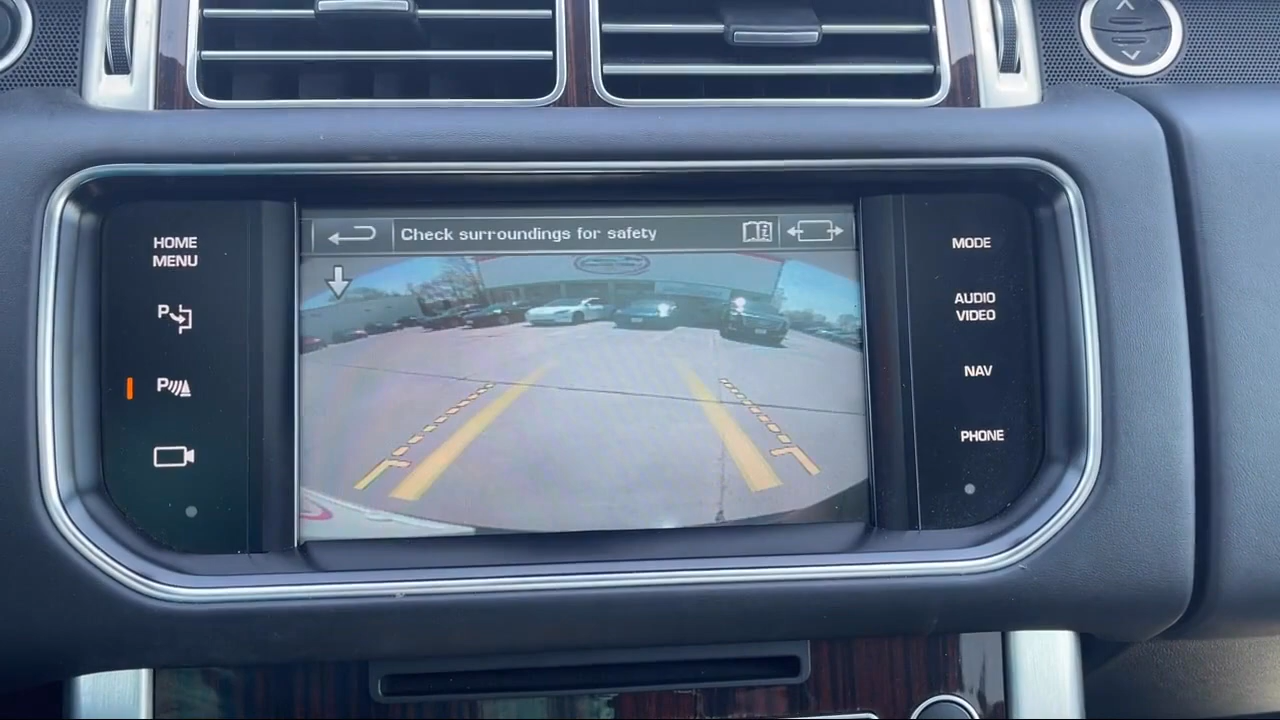 Check surroundings for safety
HOME
MENU
P
P
MODE
AUDIO
VIDEO
NAV
PHONE